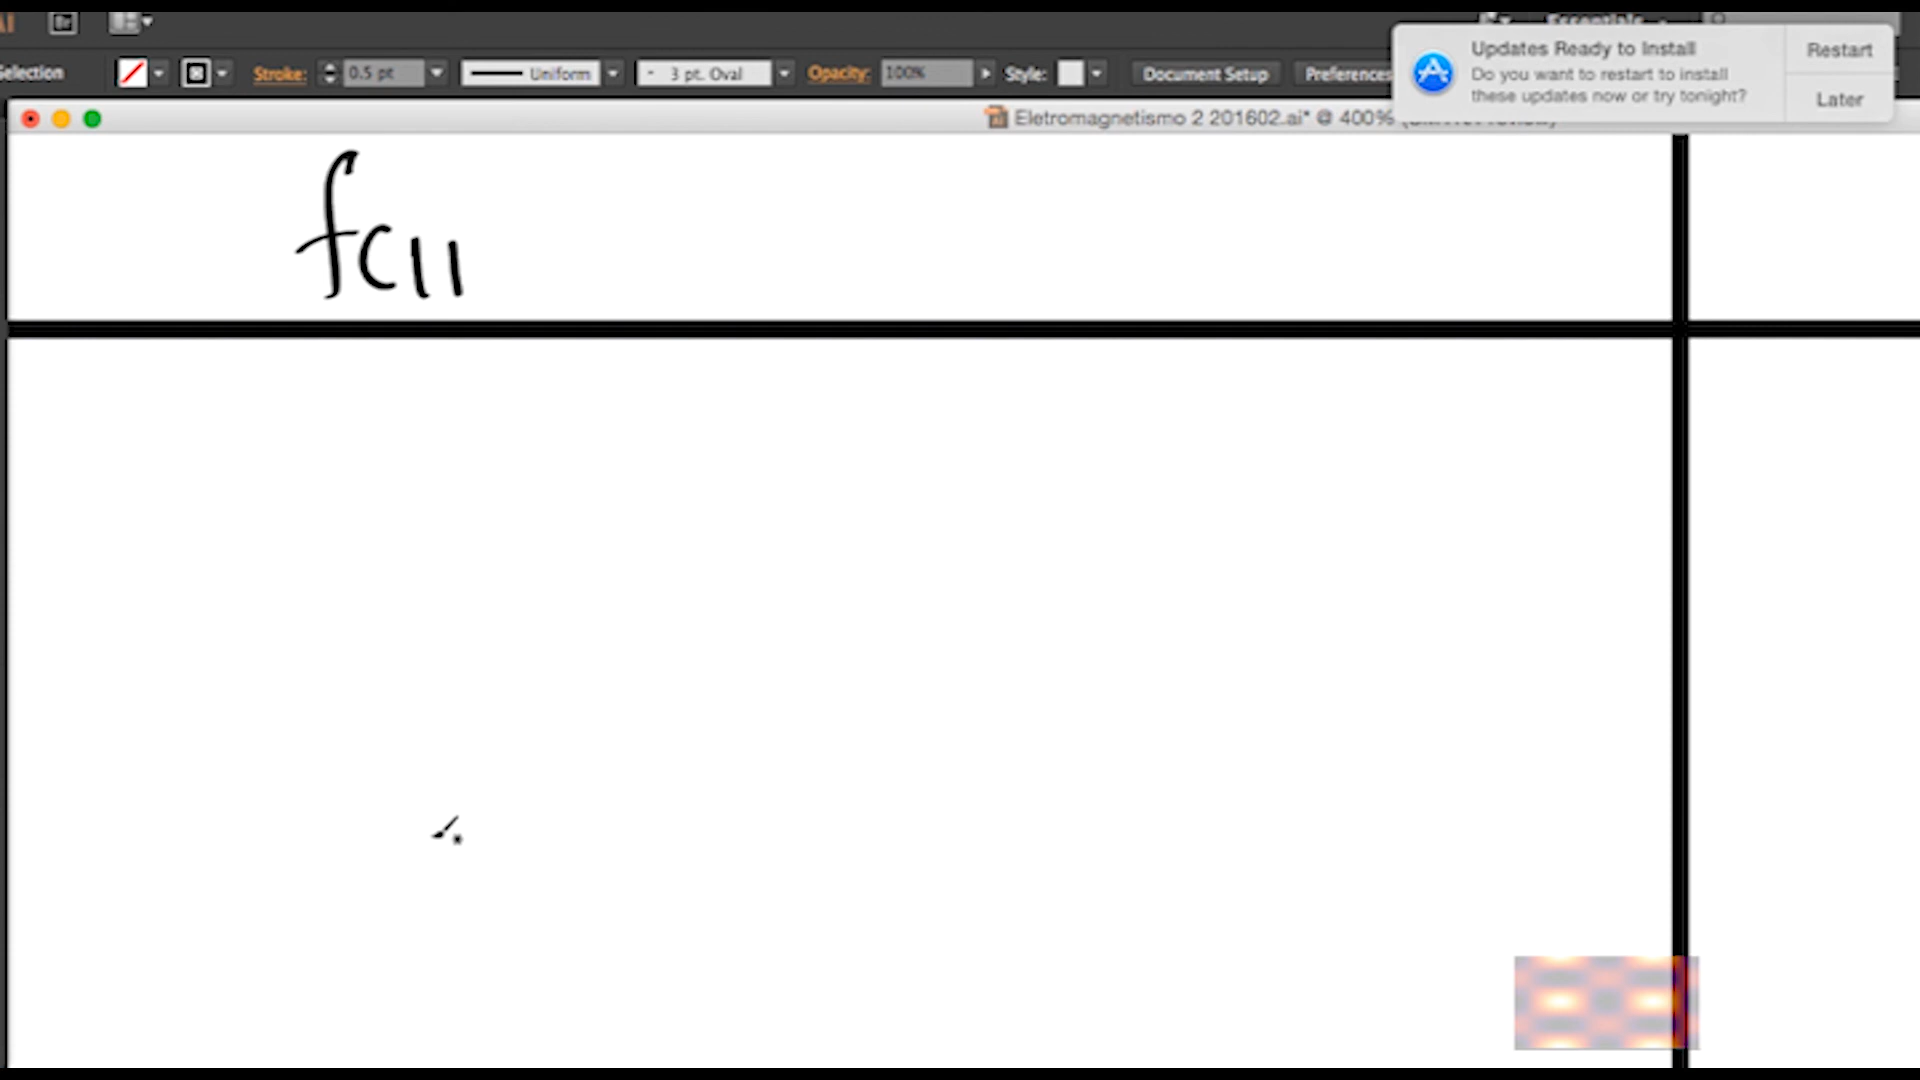 Br
Essentials
Selection
Stroke: 0.5 pt Uniform 3 pt. Oval Opacity: 100% Style: Document Setup Preferences
Updates Ready to Install
Do you want to restart to install
these updates now or try tonight?
Restart
Later
Eletromagnetismo 2 201602.ai* @ 400%
fc11